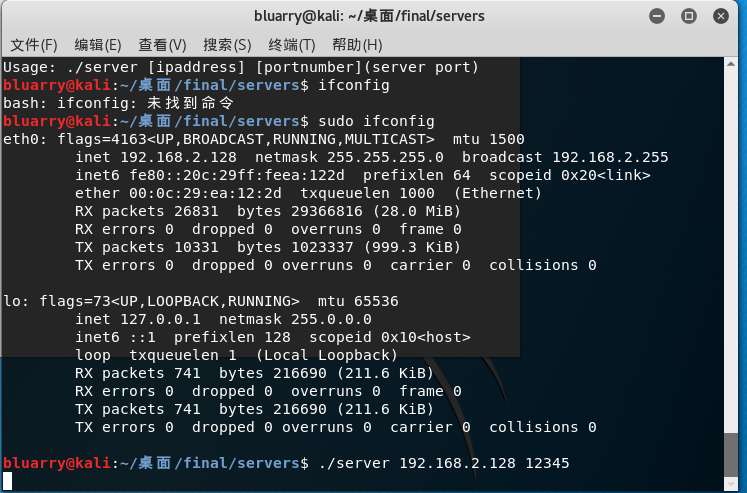 bluarry@kali: ~/桌面/final/servers
文件(F) 编辑(E) 查看(V) 搜索(S) 终端(T) 帮助(H)
Usage: ./server [ipaddress] [portnumber](server port)
bluarry@kali:~/桌面/final/servers$ ifconfig
bash: ifconfig: 未找到命令
bluarry@kali:~/桌面/final/servers$ sudo ifconfig
eth0: flags=4163<UP,BROADCAST,RUNNING,MULTICAST>  mtu 1500
        inet 192.168.2.128  netmask 255.255.255.0  broadcast 192.168.2.255
        inet6 fe80::20c:29ff:feea:122d  prefixlen 64  scopeid 0x20<link>
        ether 00:0c:29:ea:12:2d  txqueuelen 1000  (Ethernet)
        RX packets 26831  bytes 29366816 (28.0 MiB)
        RX errors 0  dropped 0  overruns 0  frame 0
        TX packets 10331  bytes 1023337 (999.3 KiB)
        TX errors 0  dropped 0 overruns 0  carrier 0  collisions 0
lo: flags=73<UP,LOOPBACK,RUNNING>  mtu 65536
        inet 127.0.0.1  netmask 255.0.0.0
        inet6 ::1  prefixlen 128  scopeid 0x10<host>
        loop  txqueuelen 1  (Local Loopback)
        RX packets 741  bytes 216690 (211.6 KiB)
        RX errors 0  dropped 0  overruns 0  frame 0
        TX packets 741  bytes 216690 (211.6 KiB)
        TX errors 0  dropped 0 overruns 0  carrier 0  collisions 0
bluarry@kali:~/桌面/final/servers$ ./server 192.168.2.128 12345